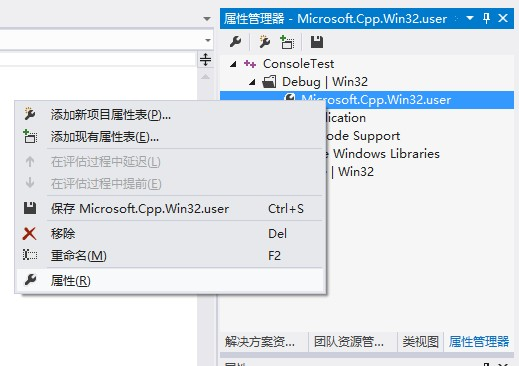 属性管理器 - Microsoft.Cpp.Win32.user
ConsoleTest
Debug | Win32
Microsoft.Cpp.Win32.user
lication
ode Support
e Windows Libraries
| Win32
添加新项目属性表(P)...
添加现有属性表(E)...
在评估过程中延迟(L)
在评估过程中提前(E)
保存 Microsoft.Cpp.Win32.user Ctrl+S
移除 Del
重命名(M) F2
属性(R)
解决方案资... 团队资源管... 类视图 属性管理器